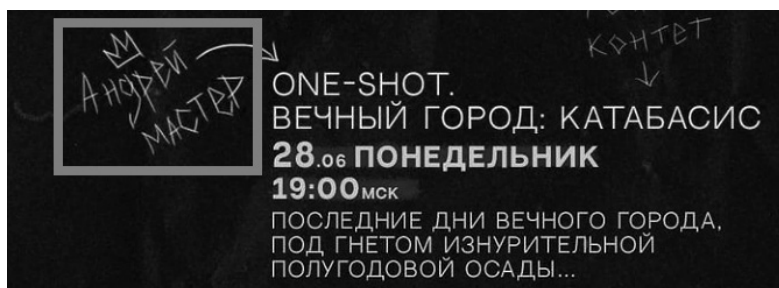 Андрей
МАСТЕР
КОНТЕТ
ONE-SHOT.
ВЕЧНЫЙ ГОРОД: КАТАБАСИС
28.06 ПОНЕДЕЛЬНИК
19:00МСК
ПОСЛЕДНИЕ ДНИ ВЕЧНОГО ГОРОДА,
ПОД ГНЕТОМ ИЗНУРИТЕЛЬНОЙ
ПОЛУГОДОВОЙ ОСАДЫ...